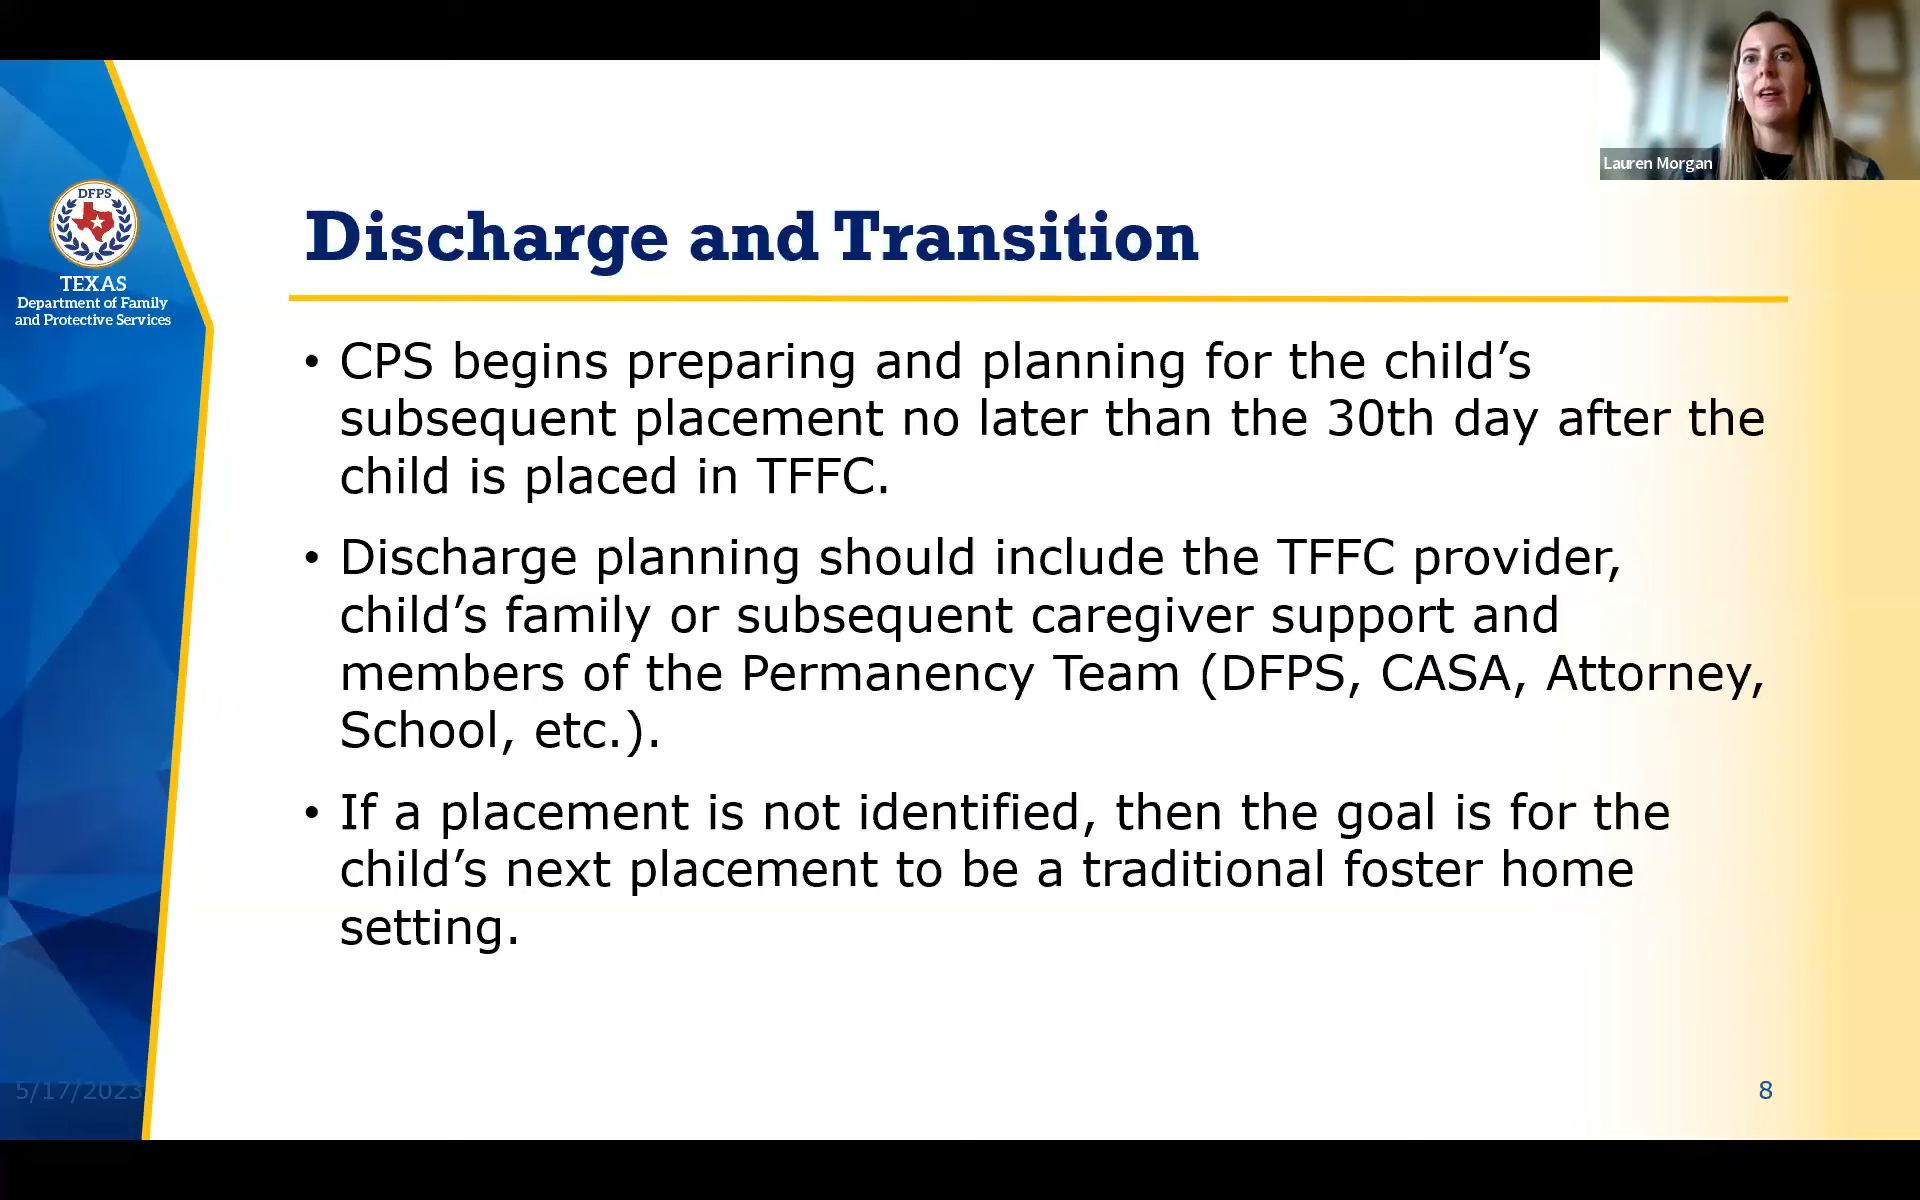 Lauren Morgan
DFPS
TEXAS
Department of Family
and Protective Services
Discharge and Transition
• CPS begins preparing and planning for the child’s
subsequent placement no later than the 30th day after the
child is placed in TFFC.
• Discharge planning should include the TFFC provider,
child’s family or subsequent caregiver support and
members of the Permanency Team (DFPS, CASA, Attorney,
School, etc.).
• If a placement is not identified, then the goal is for the
child’s next placement to be a traditional foster home
setting.
5/17/2023
8